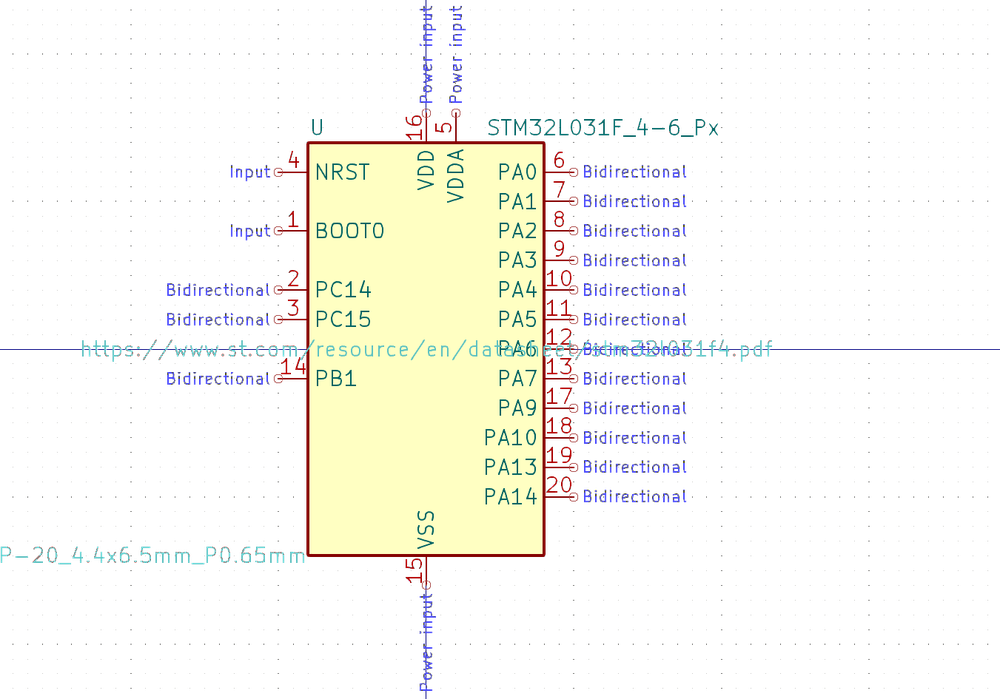 Power input
Power input
16
5
U
STM32L031F_4-6_Px
VDD
VDDA
Input 4 NRST
PA0 6 Bidirectional
PA1 7 Bidirectional
Input 1 BOOT0
PA2 8 Bidirectional
PA3 9 Bidirectional
Bidirectional 2 PC14
PA4 10 Bidirectional
Bidirectional 3 PC15
PA5 11 Bidirectional
https://www.st.com/resource/en/datasheet/stm32l031f4.pdf
PA6 12 Bidirectional
Bidirectional 14 PB1
PA7 13 Bidirectional
PA9 17 Bidirectional
PA10 18 Bidirectional
PA13 19 Bidirectional
PA14 20 Bidirectional
VSS
P-20_4.4x6.5mm_P0.65mm
15
Power input